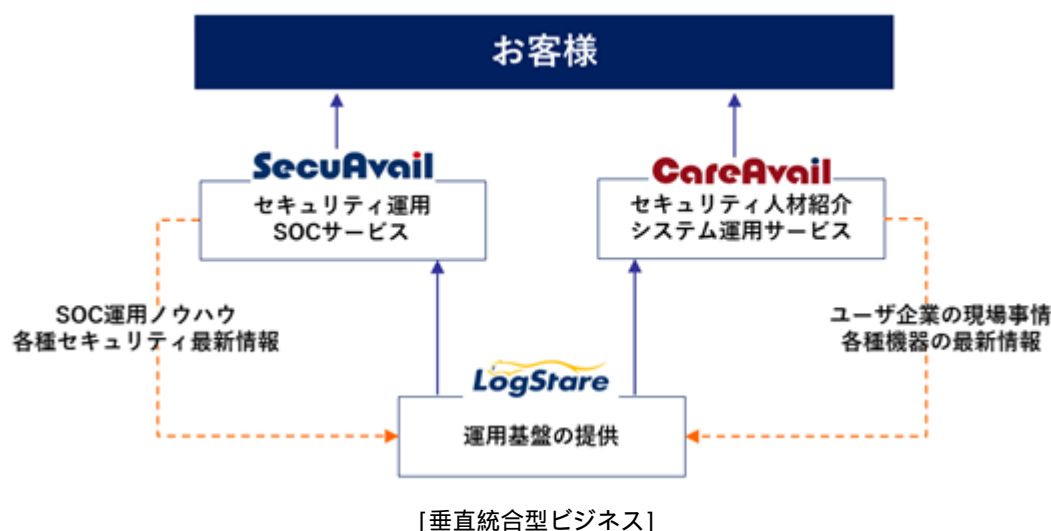 お客様
SecuAvail
セキュリティ運用
SOCサービス
CareAvail
セキュリティ人材紹介
システム運用サービス
SOC運用ノウハウ
各種セキュリティ最新情報
ユーザ企業の現場事情
各種機器の最新情報
LogStare
運用基盤の提供
[垂直統合型ビジネス]